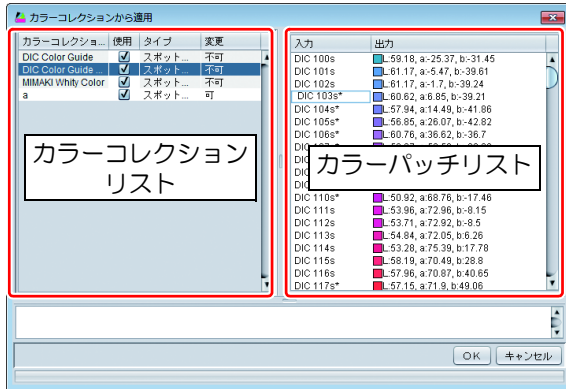 カラーコレクションから適用
カラーコレクショ... 使用 タイプ 変更
DIC Color Guide スポット... 不可
DIC Color Guide ... スポット... 不可
MIMAKI Whity Color スポット... 不可
a スポット... 可
カラーコレクション
リスト
入力 出力
DIC 100s L:59.18, a:-25.37, b:-31.45
DIC 101s L:61.17, a:-5.47, b:-39.61
DIC 102s L:61.17, a:-1.7, b:-39.24
DIC 103s* L:60.62, a:6.85, b:-39.21
DIC 104s* L:57.94, a:14.49, b:-41.86
DIC 105s* L:56.85, a:26.07, b:-42.82
DIC 106s* L:60.76, a:36.62, b:-36.7
カラーパッチリスト
DIC 110s* L:50.92, a:68.76, b:-17.46
DIC 111s L:53.96, a:72.96, b:-8.15
DIC 112s L:53.71, a:72.92, b:-8.5
DIC 113s L:54.84, a:72.05, b:6.26
DIC 114s L:53.28, a:75.39, b:17.78
DIC 115s L:58.19, a:70.49, b:28.8
DIC 116s L:57.96, a:70.87, b:40.65
DIC 117s* L:57.15, a:71.9, b:49.06
OK キャンセル